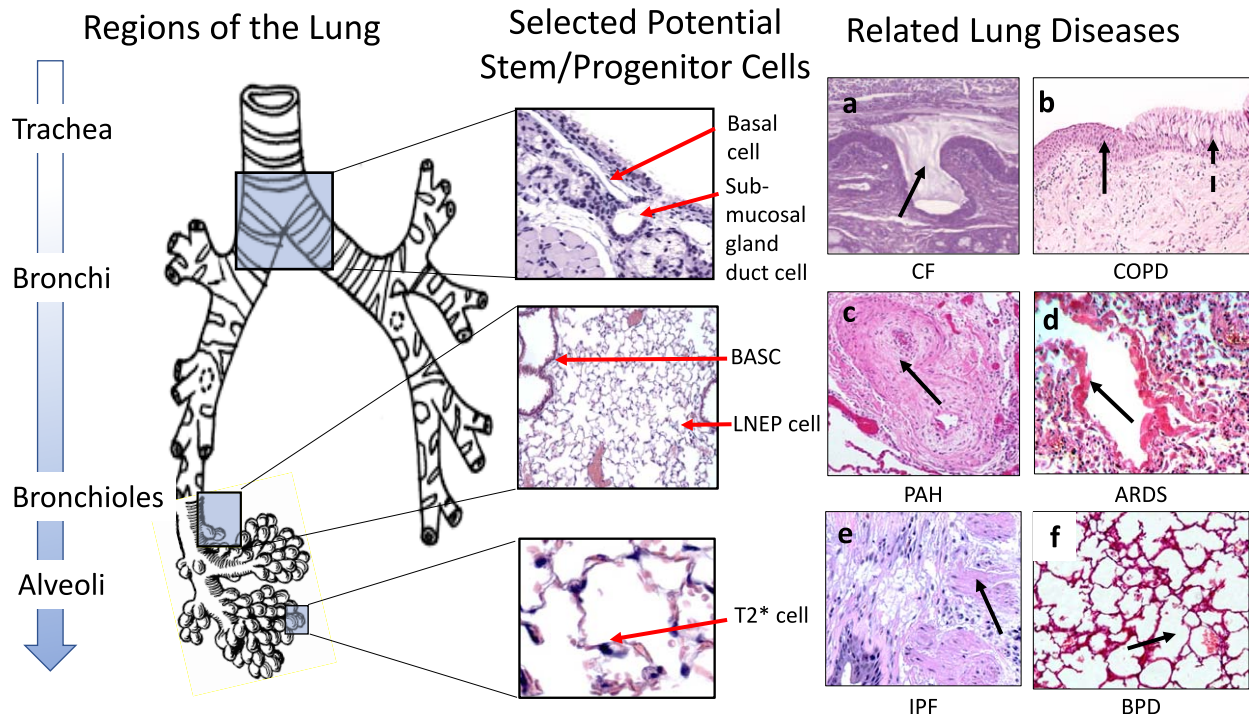 Regions of the Lung
Trachea
Bronchi
Bronchioles
Alveoli
Selected Potential
Stem/Progenitor Cells
Basal
cell
Sub-
mucosal
gland
duct cell
BASC
LNEP cell
T2* cell
Related Lung Diseases
a
CF
b
COPD
c
PAH
d
ARDS
e
IPF
f
BPD